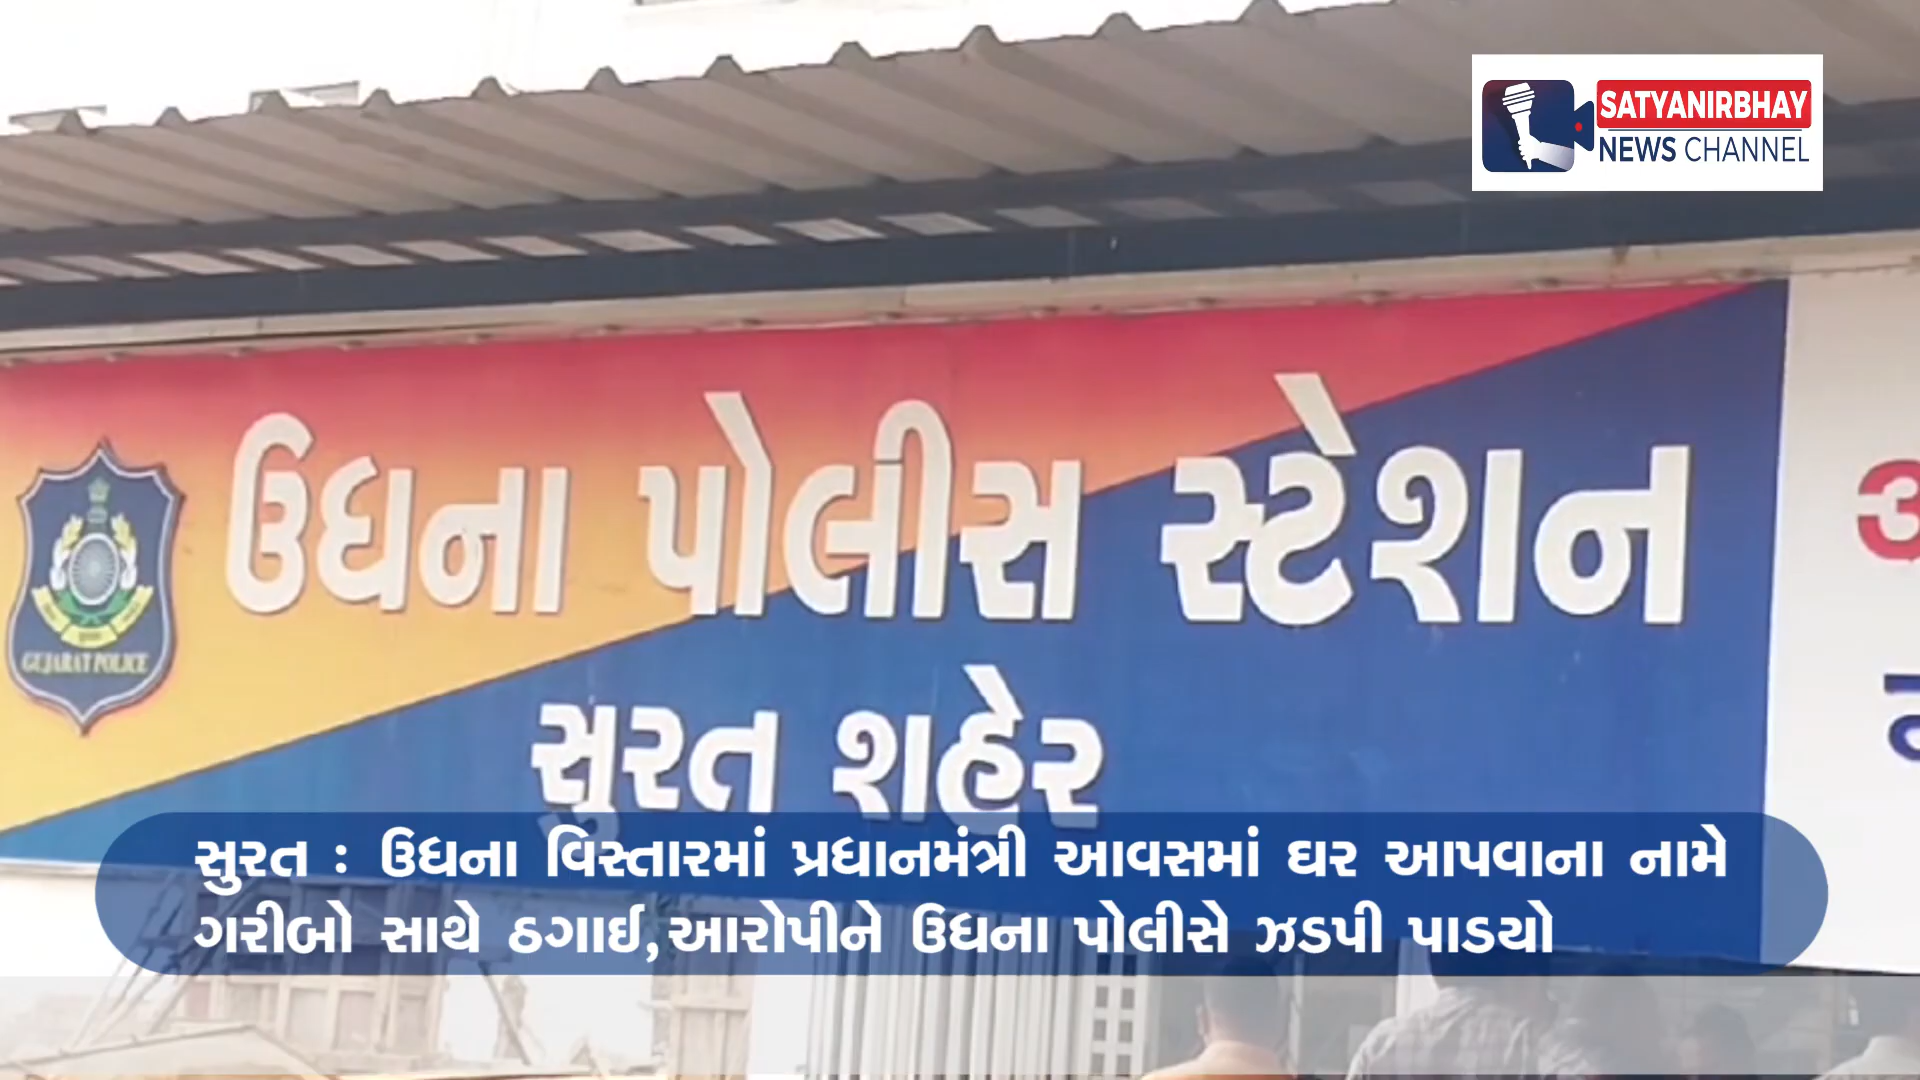 SATYANIRBHAY
NEWS CHANNEL
ઉધના પોલીસ સ્ટેશન
GUJARAT POLICE
સુરત શહેર
સુરત : ઉધના વિસ્તારમાં પ્રધાનમંત્રી આવસમાં ઘર આપવાના નામે
ગરીબો સાથે ઠગાઈ,આરોપીને ઉધના પોલીસે ઝડપી પાડયો